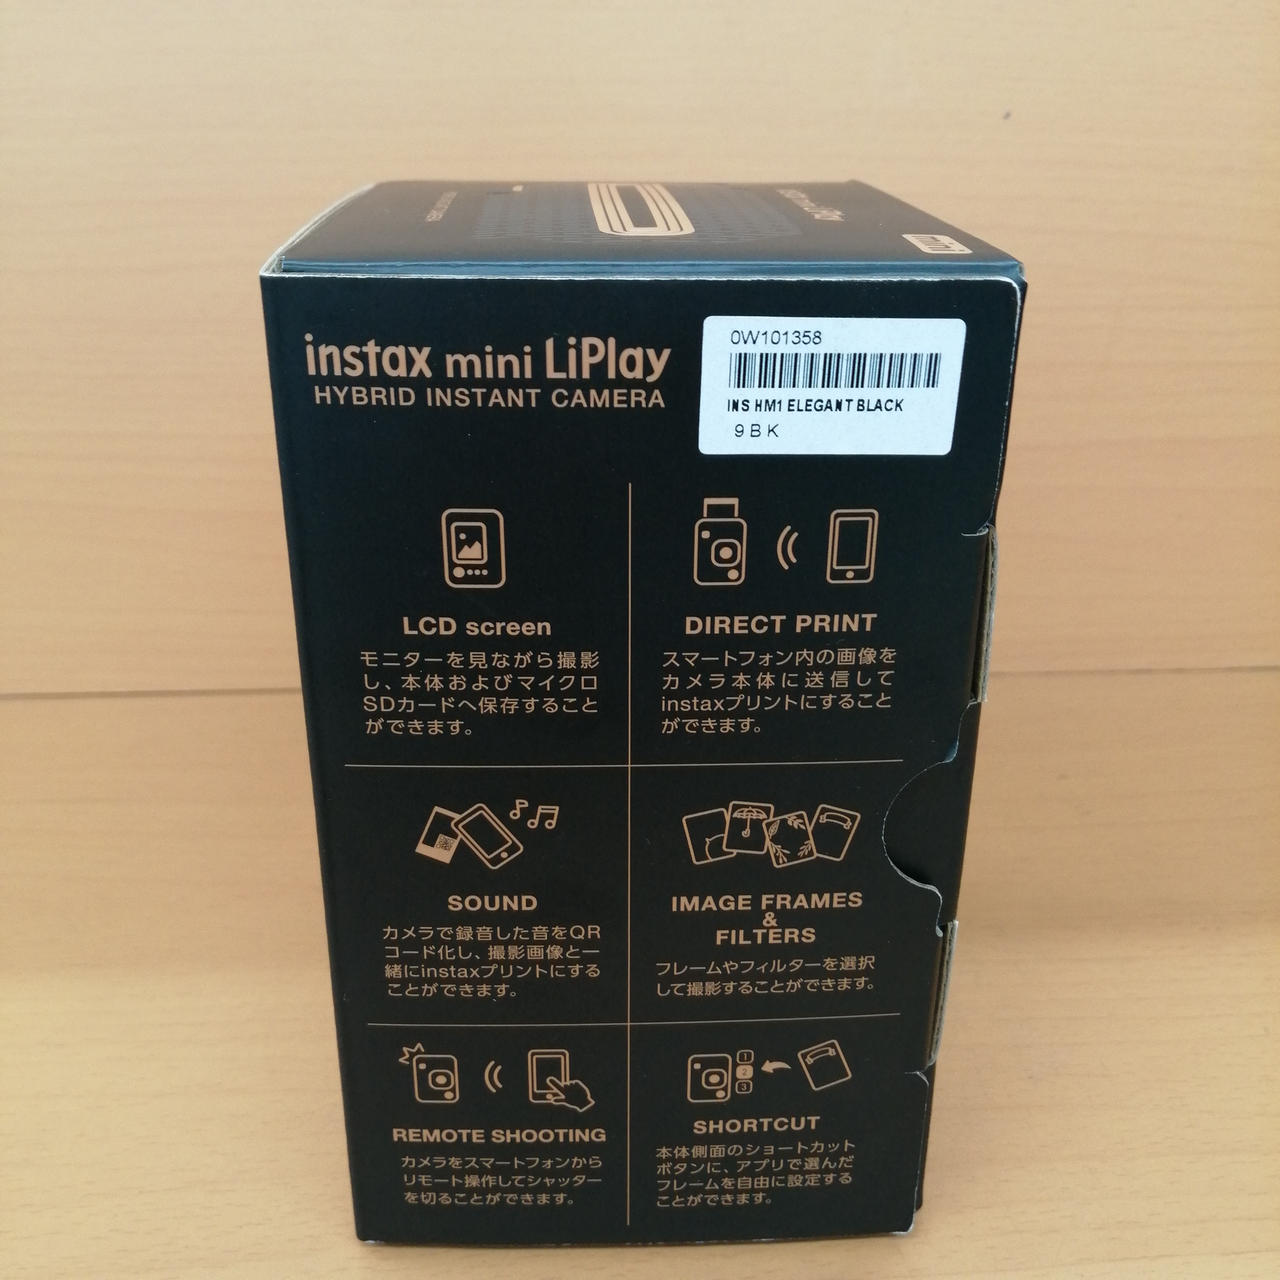 mini
instax mini LiPlay
HYBRID INSTANT CAMERA
0W101358
INS HM1 ELEGANT BLACK
9BK
LCD screen
モニターを見ながら撮影
し、本体およびマイクロ
SDカードへ保存すること
ができます。
DIRECT PRINT
スマートフォン内の画像を
カメラ本体に送信して
instaxプリントにすること
ができます。
SOUND
カメラで録音した音をQR
コード化し、撮影画像と一
緒にinstaxプリントにする
ことができます。
IMAGE FRAMES
&
FILTERS
フレームやフィルターを選択
して撮影することができます。
REMOTE SHOOTING
カメラをスマートフォンから
リモート操作してシャッター
を切ることができます。
1
2
3
SHORTCUT
本体側面のショートカット
ボタンに、アプリで選んだ
フレームを自由に設定する
ことができます。